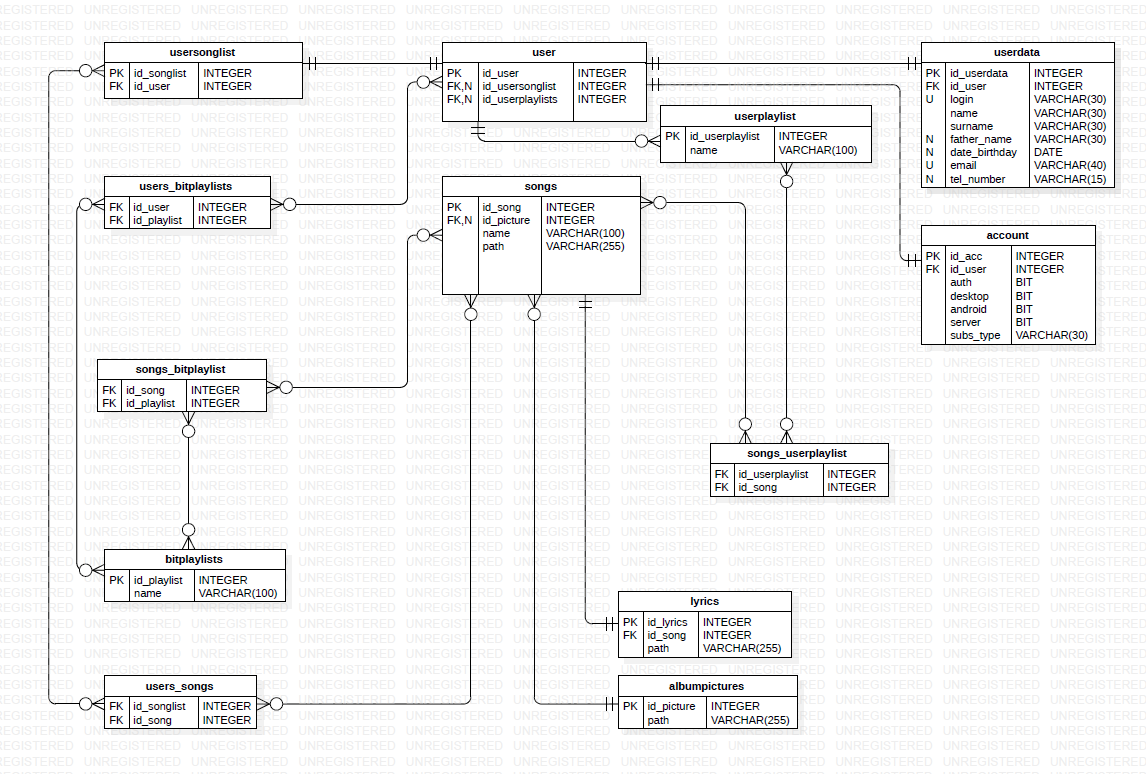 usersonglist
PK id_songlist INTEGER
FK id_user INTEGER
user
PK id_user INTEGER
FK,N id_usersonglist INTEGER
FK,N id_userplaylists INTEGER
userdata
PK id_userdata INTEGER
FK id_user INTEGER
U login VARCHAR(30)
name VARCHAR(30)
surname VARCHAR(30)
N father_name VARCHAR(30)
N date_birthday DATE
U email VARCHAR(40)
N tel_number VARCHAR(15)
userplaylist
PK id_userplaylist INTEGER
name VARCHAR(100)
users_bitplaylists
FK id_user INTEGER
FK id_playlist INTEGER
songs
PK id_song INTEGER
FK,N id_picture INTEGER
name VARCHAR(100)
path VARCHAR(255)
account
PK id_acc INTEGER
FK id_user INTEGER
auth BIT
desktop BIT
android BIT
server BIT
subs_type VARCHAR(30)
songs_bitplaylist
FK id_song INTEGER
FK id_playlist INTEGER
songs_userplaylist
FK id_userplaylist INTEGER
FK id_song INTEGER
bitplaylists
PK id_playlist INTEGER
name VARCHAR(100)
lyrics
PK id_lyrics INTEGER
FK id_song INTEGER
path VARCHAR(255)
users_songs
FK id_songlist INTEGER
FK id_song INTEGER
albumpictures
PK id_picture INTEGER
path VARCHAR(255)
UNREGISTERED